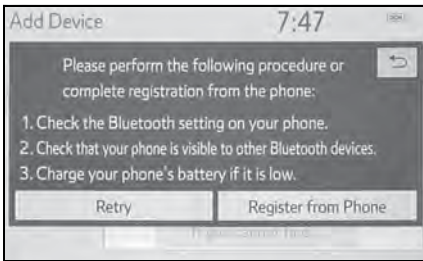 Add Device
7:47
Please perform the following procedure or
complete registration from the phone:
1. Check the Bluetooth setting on your phone.
2. Check that your phone is visible to other Bluetooth devices.
3. Charge your phone's battery if it is low.
Retry
Register from Phone